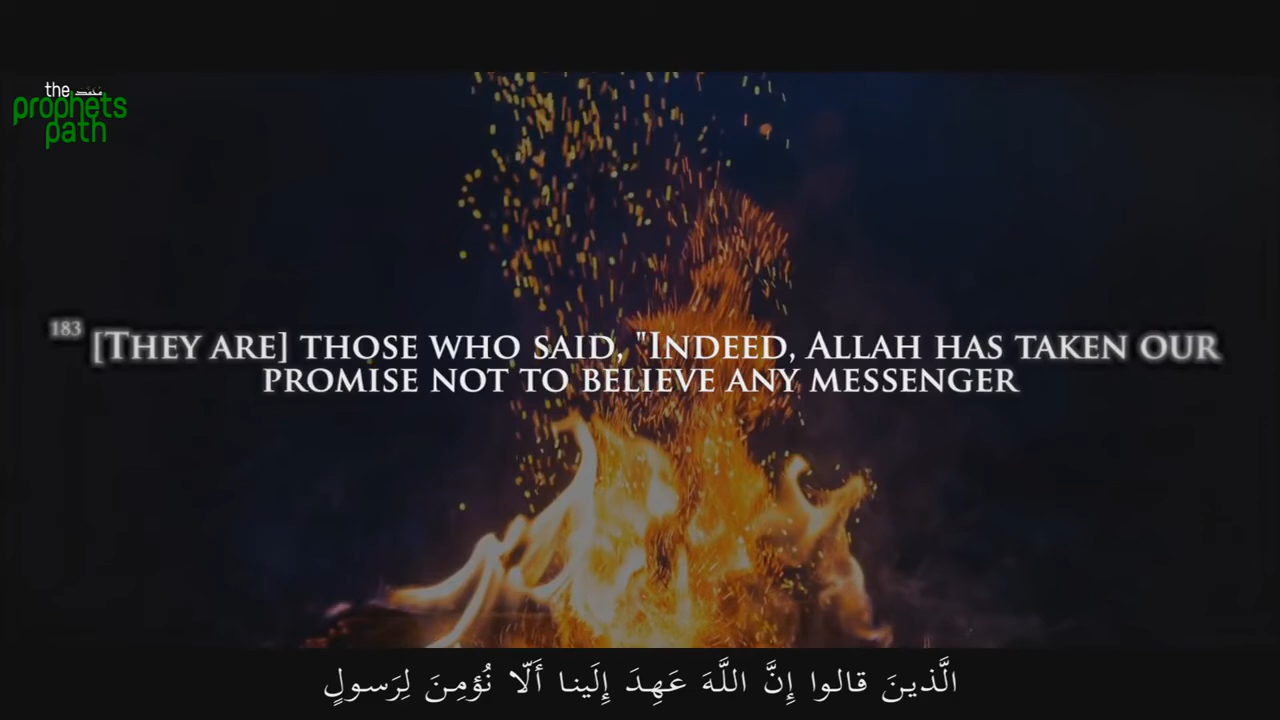 the
prophets
path
183 [THEY ARE] THOSE WHO SAID, "INDEED, ALLAH HAS TAKEN OUR
PROMISE NOT TO BELIEVE ANY MESSENGER
الَّذينَ قالوا إِنَّ اللَّهَ عَهِدَ إِلَينا أَلّا نُؤمِنَ لِرَسولٍ